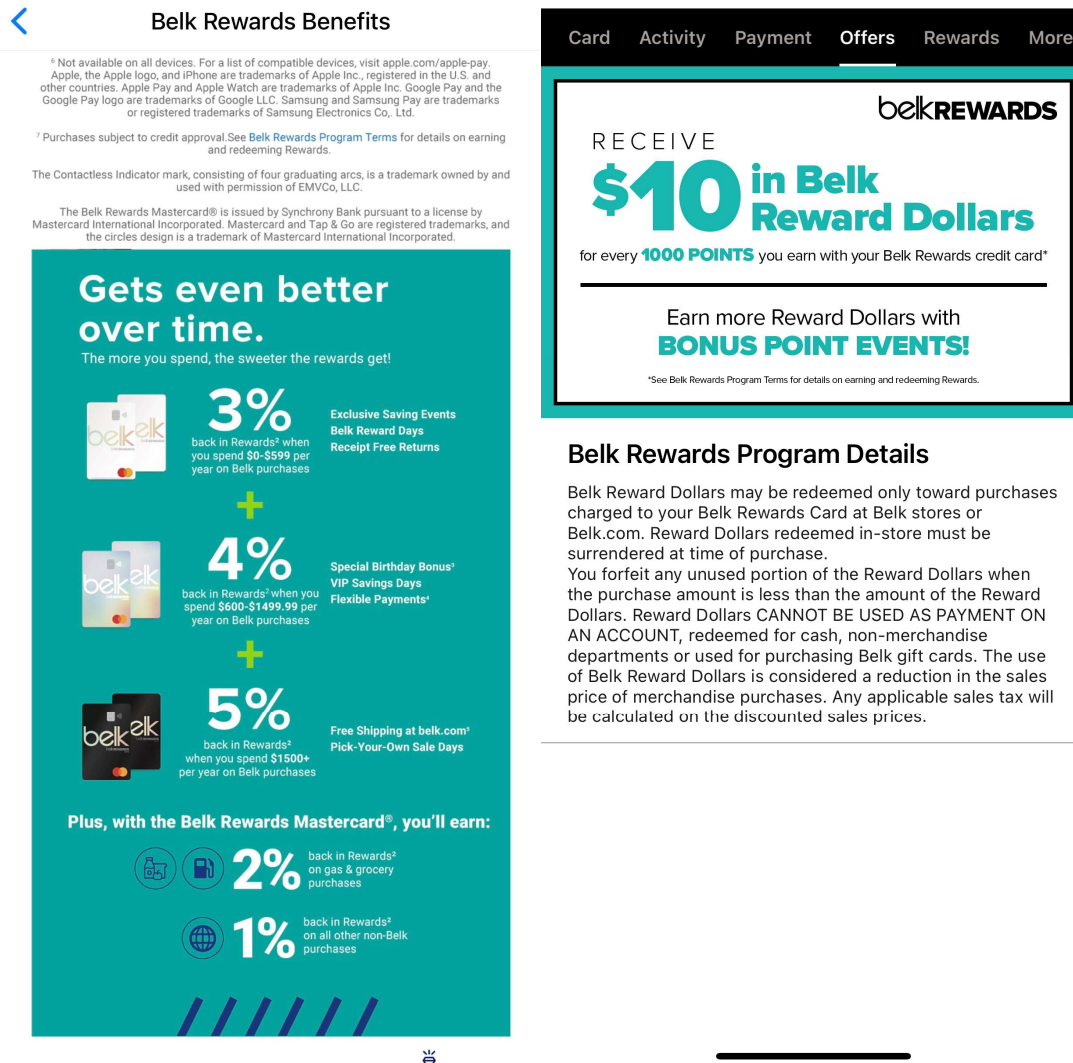 Belk Rewards Benefits
⁶ Not available on all devices. For a list of compatible devices, visit apple.com/apple-pay.
Apple, the Apple logo, and iPhone are trademarks of Apple Inc., registered in the U.S. and
other countries. Apple Pay and Apple Watch are trademarks of Apple Inc. Google Pay and the
Google Pay logo are trademarks of Google LLC. Samsung and Samsung Pay are trademarks
or registered trademarks of Samsung Electronics Co,. Ltd.
⁷ Purchases subject to credit approval.See Belk Rewards Program Terms for details on earning
and redeeming Rewards.
The Contactless Indicator mark, consisting of four graduating arcs, is a trademark owned by and
used with permission of EMVCo, LLC.
The Belk Rewards Mastercard® is issued by Synchrony Bank pursuant to a license by
Mastercard International Incorporated. Mastercard and Tap & Go are registered trademarks, and
the circles design is a trademark of Mastercard International Incorporated.
Gets even better
over time.
The more you spend, the sweeter the rewards get!
belk
elk
3%
back in Rewards² when
you spend $0-$599 per
year on Belk purchases
Exclusive Saving Events
Belk Reward Days
Receipt Free Returns
+
belk
elk
4%
back in Rewards² when you
spend $600-$1499.99 per
year on Belk purchases
Special Birthday Bonus³
VIP Savings Days
Flexible Payments⁴
+
belk
elk
5%
back in Rewards²
when you spend $1500+
per year on Belk purchases
Free Shipping at belk.com⁵
Pick-Your-Own Sale Days
Plus, with the Belk Rewards Mastercard®, you'll earn:
2%
back in Rewards²
on gas & grocery
purchases
1%
back in Rewards²
on all other non-Belk
purchases
Card Activity Payment Offers Rewards More
belkREWARDS
RECEIVE
$10 in Belk
Reward Dollars
for every 1000 POINTS you earn with your Belk Rewards credit card*
Earn more Reward Dollars with
BONUS POINT EVENTS!
*See Belk Rewards Program Terms for details on earning and redeeming Rewards.
Belk Rewards Program Details
Belk Reward Dollars may be redeemed only toward purchases
charged to your Belk Rewards Card at Belk stores or
Belk.com. Reward Dollars redeemed in-store must be
surrendered at time of purchase.
You forfeit any unused portion of the Reward Dollars when
the purchase amount is less than the amount of the Reward
Dollars. Reward Dollars CANNOT BE USED AS PAYMENT ON
AN ACCOUNT, redeemed for cash, non-merchandise
departments or used for purchasing Belk gift cards. The use
of Belk Reward Dollars is considered a reduction in the sales
price of merchandise purchases. Any applicable sales tax will
be calculated on the discounted sales prices.